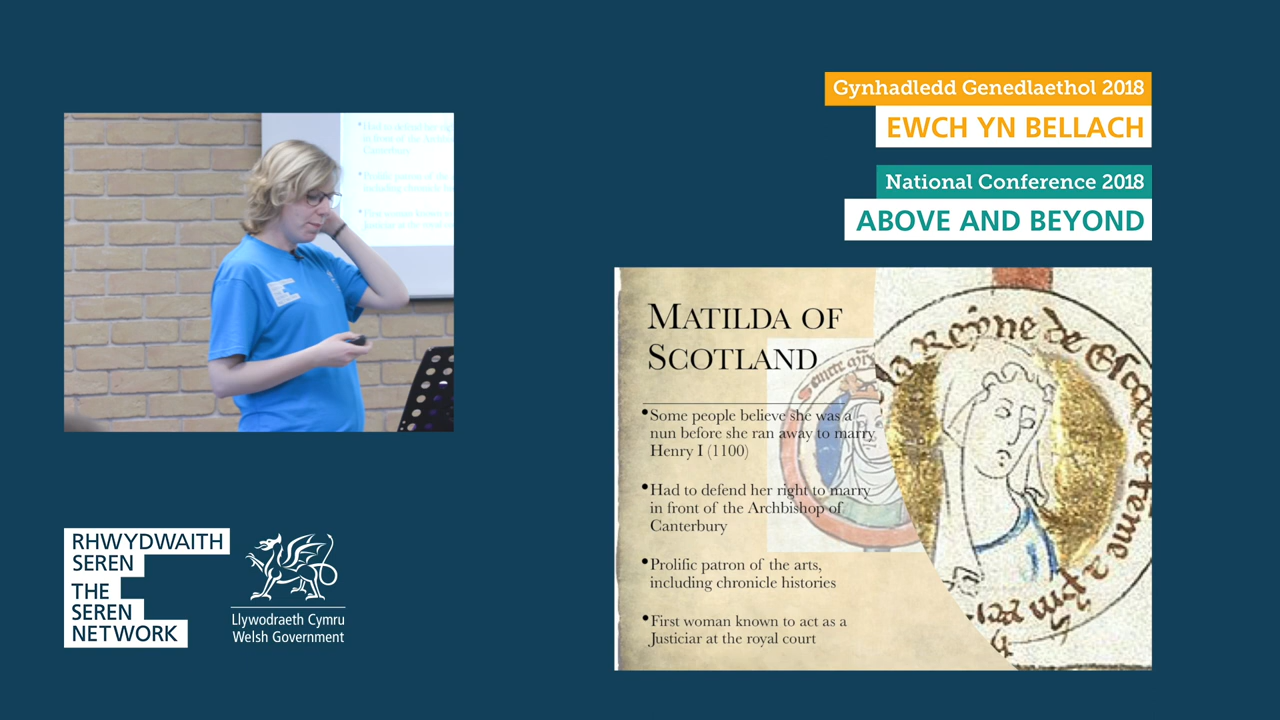 Gynhadledd Genedlaethol 2018
EWCH YN BELLACH
National Conference 2018
ABOVE AND BEYOND
MATILDA OF
SCOTLAND
•Some people believe she was a
nun before she ran away to marry
Henry I (1100)
•Had to defend her right to marry
in front of the Archbishop of
Canterbury
•Prolific patron of the arts,
including chronicle histories
•First woman known to act as a
Justiciar at the royal court
RHWYDWAITH
SEREN
THE
SEREN
NETWORK
Llywodraeth Cymru
Welsh Government